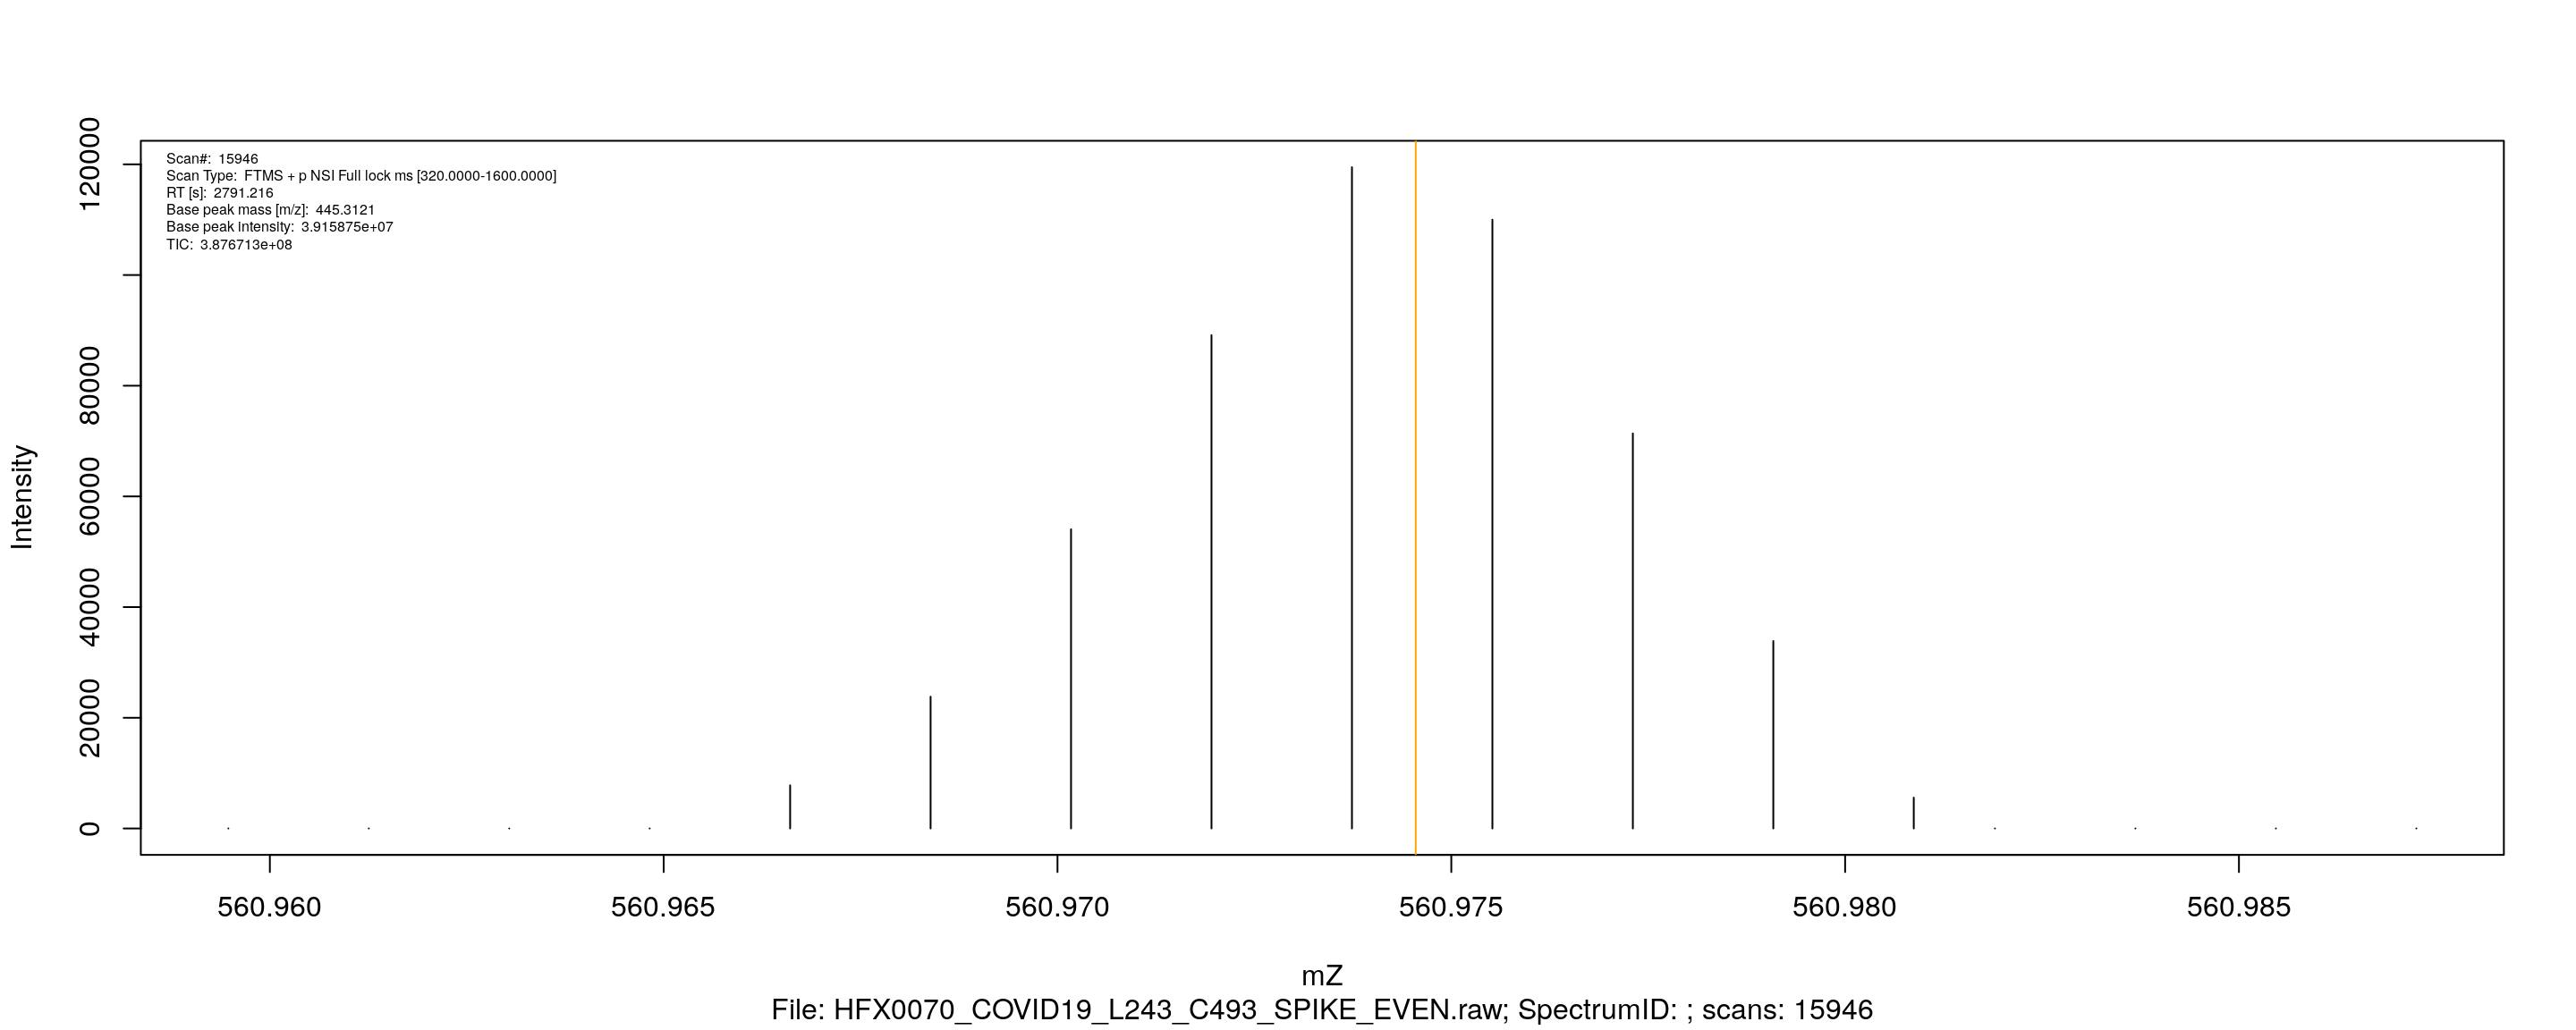 Scan#: 15946
Scan Type: FTMS + p NSI Full lock ms [320.0000-1600.0000]
RT [s]: 2791.216
Base peak mass [m/z]: 445.3121
Base peak intensity: 3.915875e+07
TIC: 3.876713e+08
120000
80000
60000
40000
20000
0
Intensity
560.960 560.965 560.970 560.975 560.980 560.985
mZ
File: HFX0070_COVID19_L243_C493_SPIKE_EVEN.raw; SpectrumID: ; scans: 15946